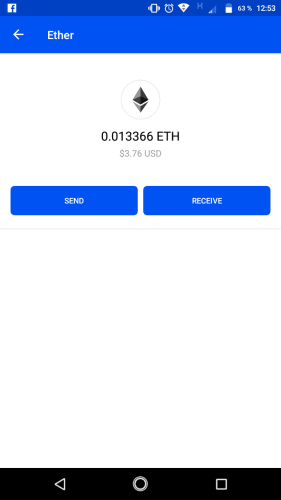 H 63 % 12:53
Ether
0.013366 ETH
$3.76 USD
SEND
RECEIVE